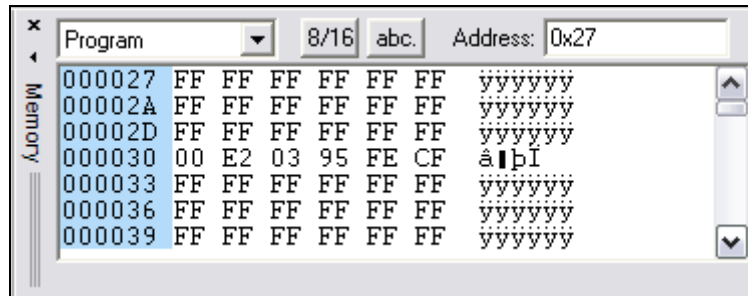 Program 8/16 abc. Address: 0x27
Memory
000027 FF FF FF FF FF FF ÿÿÿÿÿÿ
00002A FF FF FF FF FF FF ÿÿÿÿÿÿ
00002D FF FF FF FF FF FF ÿÿÿÿÿÿ
000030 00 E2 03 95 FE CF â▮þÏ
000033 FF FF FF FF FF FF ÿÿÿÿÿÿ
000036 FF FF FF FF FF FF ÿÿÿÿÿÿ
000039 FF FF FF FF FF FF ÿÿÿÿÿÿ